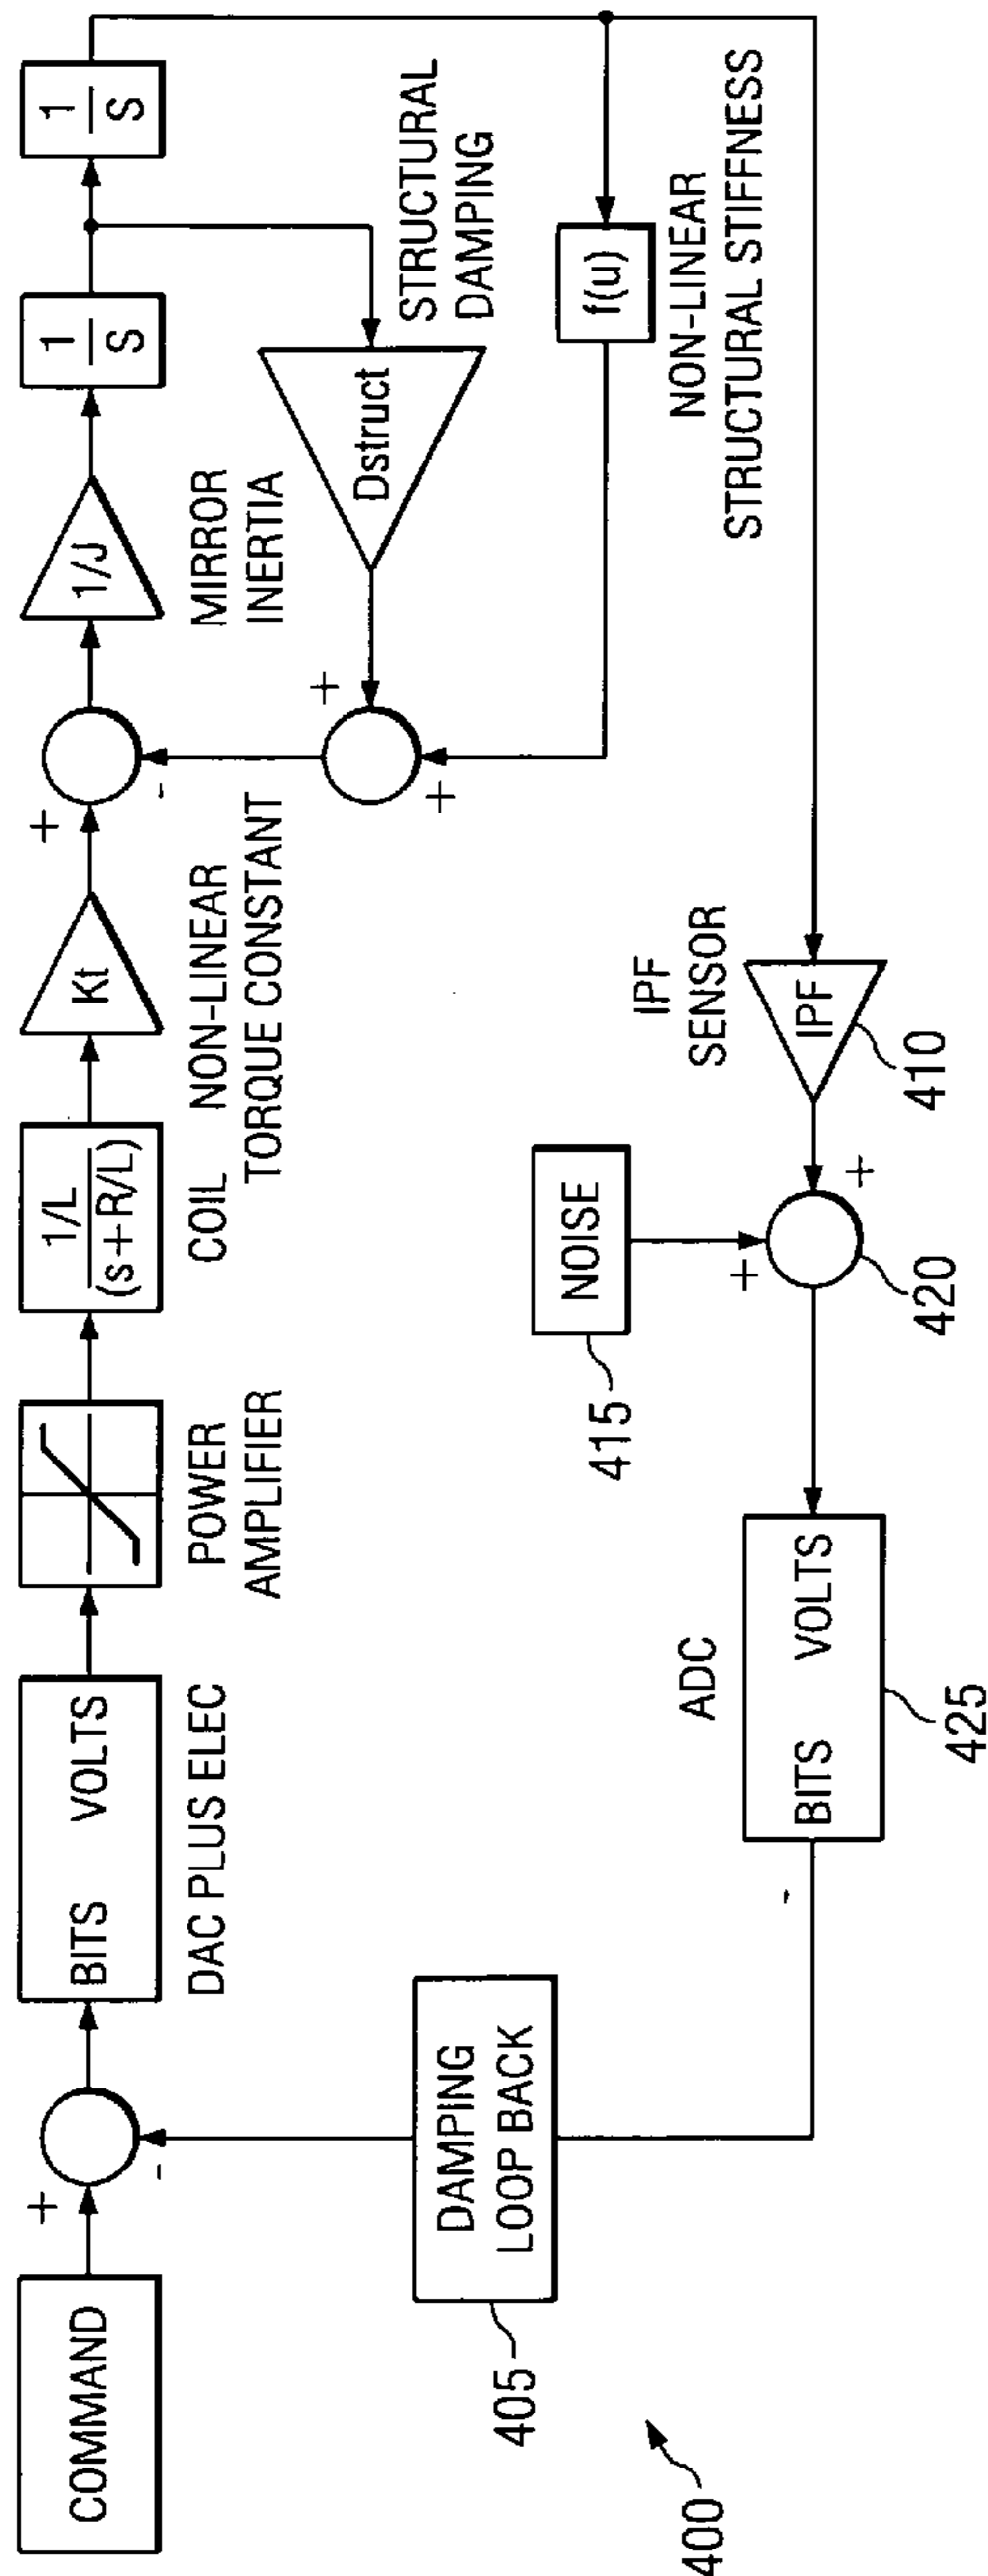 COMMAND
+
-
BITS VOLTS
DAC PLUS ELEC
POWER
AMPLIFIER
1/L
(s+R/L)
COIL
Kt
NON-LINEAR
TORQUE CONSTANT
+
-
1/J
MIRROR
INERTIA
1
S
1
S
Dstruct
STRUCTURAL
DAMPING
+
+
f(u)
NON-LINEAR
STRUCTURAL STIFFNESS
DAMPING
LOOP BACK
405
ADC
BITS VOLTS
425
NOISE
415
+
+
420
IPF
SENSOR
IPF
410
400